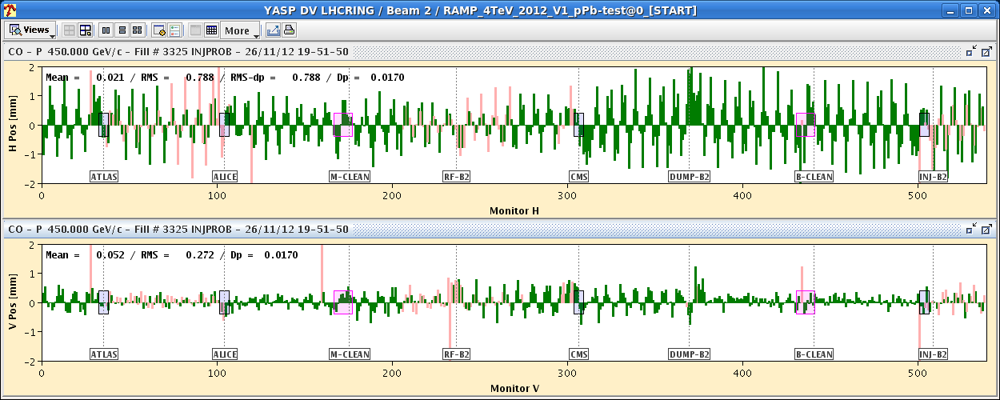 YASP DV LHCRING / Beam 2 / RAMP_4TeV_2012_V1_pPb-test@0_[START]
Views More
CO - P 450.000 GeV/c - Fill # 3325 INJPROB - 26/11/12 19-51-50
Mean = 0.021 / RMS = 0.788 / RMS-dp = 0.788 / Dp = 0.0170
H Pos [mm]
2
1
0
-1
-2
ATLAS ALICE M-CLEAN RF-B2 CMS DUMP-B2 B-CLEAN INJ-B2
0 100 200 300 400 500
Monitor H
CO - P 450.000 GeV/c - Fill # 3325 INJPROB - 26/11/12 19-51-50
Mean = 0.052 / RMS = 0.272 / Dp = 0.0170
V Pos [mm]
2
1
0
-1
-2
ATLAS ALICE M-CLEAN RF-B2 CMS DUMP-B2 B-CLEAN INJ-B2
0 100 200 300 400 500
Monitor V